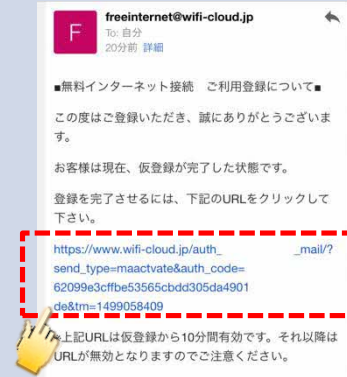 F
freeinternet@wifi-cloud.jp
To: 自分
20分前 詳細
■無料インターネット接続　ご利用登録について■
この度はご登録いただき、誠にありがとうございま
す。
お客様は現在、仮登録が完了した状態です。
登録を完了させるには、下記のURLをクリックして
下さい。
https://www.wifi-cloud.jp/auth_ _mail/?
send_type=maactvate&auth_code=
62099e3cffbe53565cbdd305da4901
de&tm=1499058409
上記URLは仮登録から10分間有効です。それ以降は
URLが無効となりますのでご注意ください。